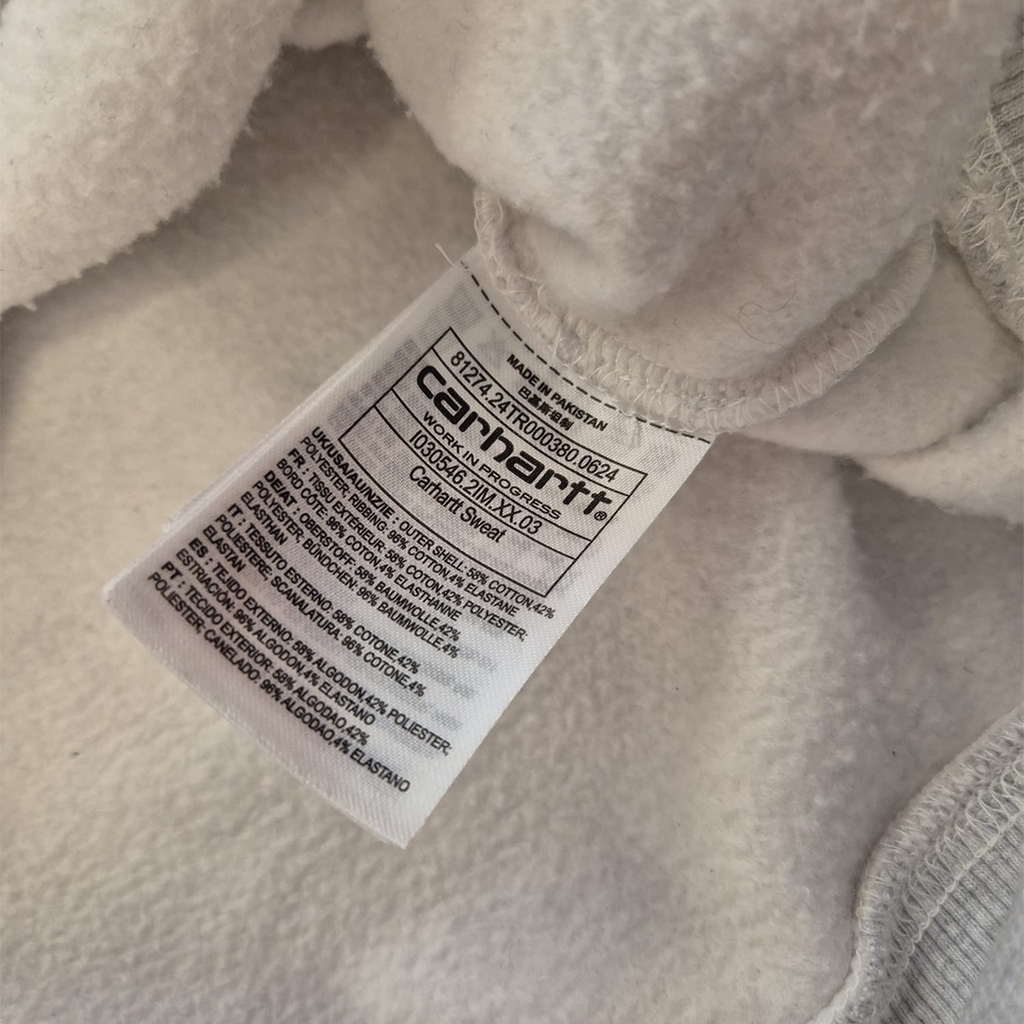 MADE IN PAKISTAN
巴基斯坦制
81274.24TR000380.0624
carhartt®
WORK IN PROGRESS
I030546.2IM.XX.03
Carhartt Sweat
UK/USA/AU/NZ/IE : OUTER SHELL: 58% COTTON,42%
POLYESTER, RIBBING: 96% COTTON,4% ELASTANE
FR : TISSU EXTÉRIEUR: 58% COTON,42% POLYESTER,
BORD CÔTE: 96% COTON,4% ELASTHANNE
DE/AT : OBERSTOFF: 58% BAUMWOLLE,42%
POLYESTER, BÜNDCHEN: 96% BAUMWOLLE,4%
ELASTHAN
IT : TESSUTO ESTERNO: 58% COTONE,42%
POLIESTERE, SCANALATURA: 96% COTONE,4%
ELASTAN
ES : TEJIDO EXTERNO: 58% ALGODON,42% POLIESTER,
ESTRIACIÓN: 96% ALGODON,4% ELASTANO
PT : TECIDO EXTERIOR: 58% ALGODAO,42%
POLIESTER, CANELADO: 96% ALGODAO,4% ELASTANO